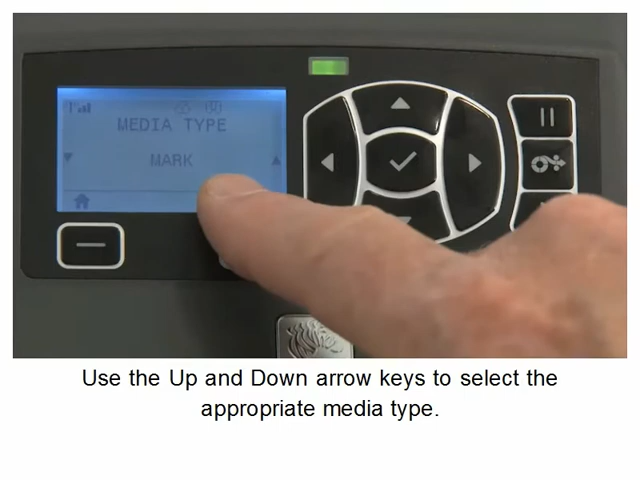 MEDIA TYPE
MARK
Use the Up and Down arrow keys to select the
appropriate media type.